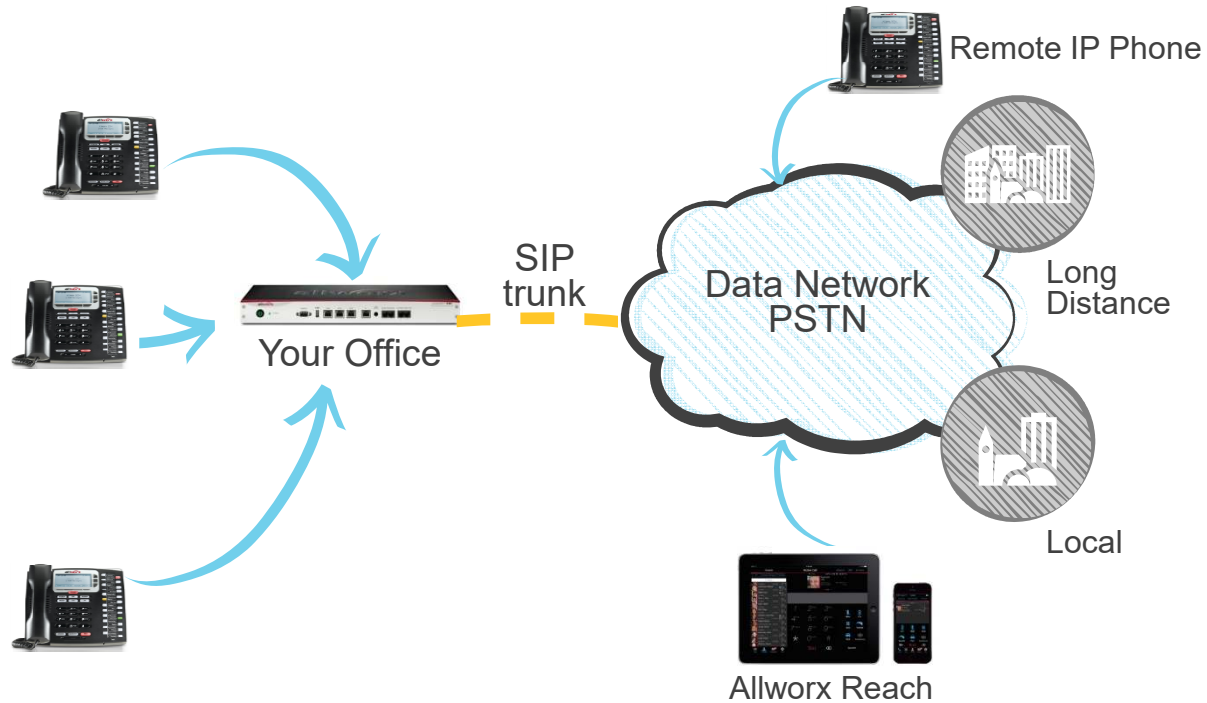 Remote IP Phone
SIP
trunk
Data Network
PSTN
Long
Distance
Your Office
Local
Allworx Reach